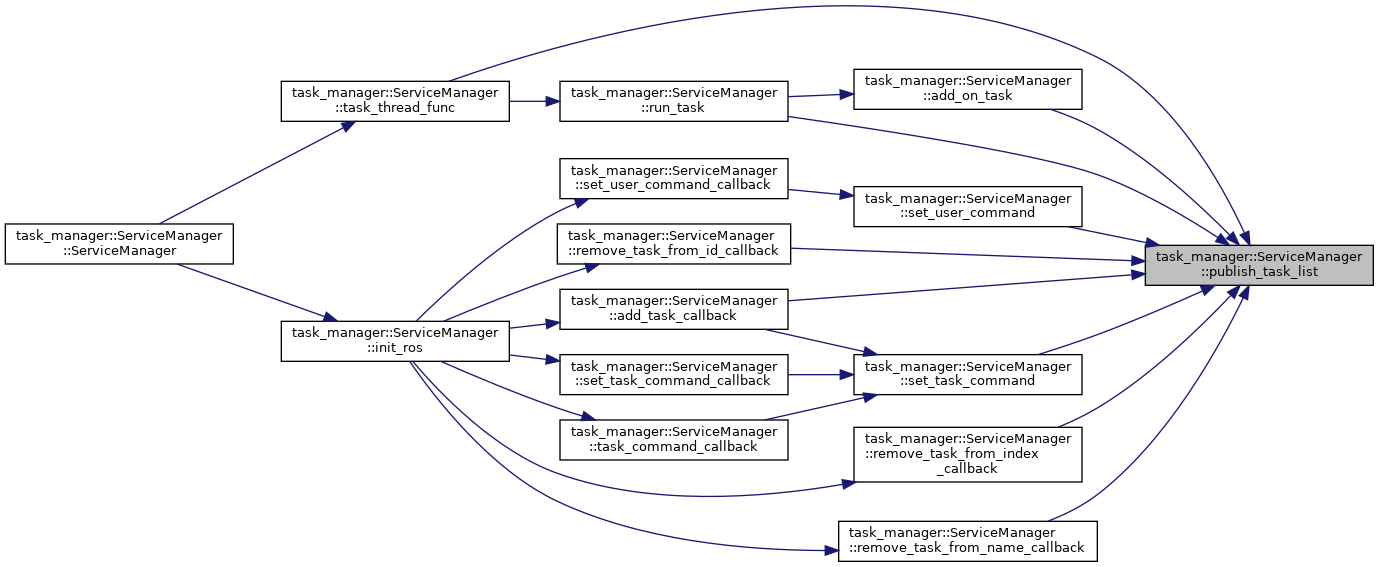 task_manager::ServiceManager
::ServiceManager
task_manager::ServiceManager
::task_thread_func
task_manager::ServiceManager
::init_ros
task_manager::ServiceManager
::run_task
task_manager::ServiceManager
::set_user_command_callback
task_manager::ServiceManager
::remove_task_from_id_callback
task_manager::ServiceManager
::add_task_callback
task_manager::ServiceManager
::set_task_command_callback
task_manager::ServiceManager
::task_command_callback
task_manager::ServiceManager
::add_on_task
task_manager::ServiceManager
::set_user_command
task_manager::ServiceManager
::set_task_command
task_manager::ServiceManager
::remove_task_from_index
_callback
task_manager::ServiceManager
::remove_task_from_name_callback
task_manager::ServiceManager
::publish_task_list